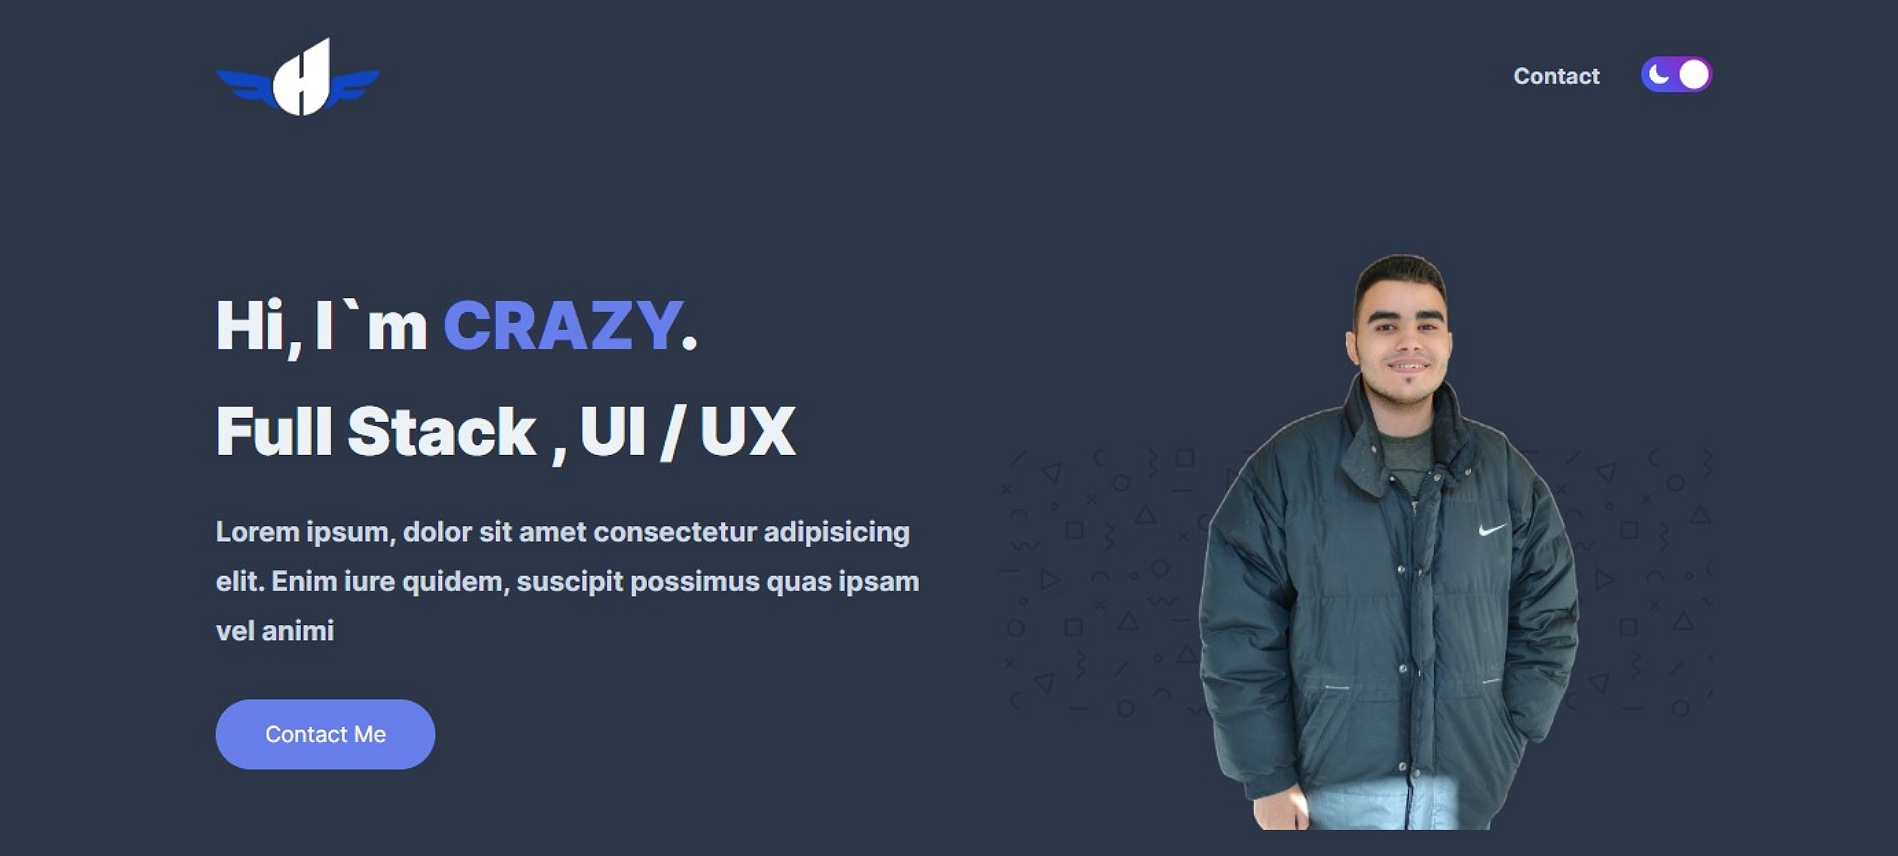 Contact
Hi, I`m CRAZY.
Full Stack , UI / UX
Lorem ipsum, dolor sit amet consectetur adipisicing
elit. Enim iure quidem, suscipit possimus quas ipsam
vel animi
Contact Me